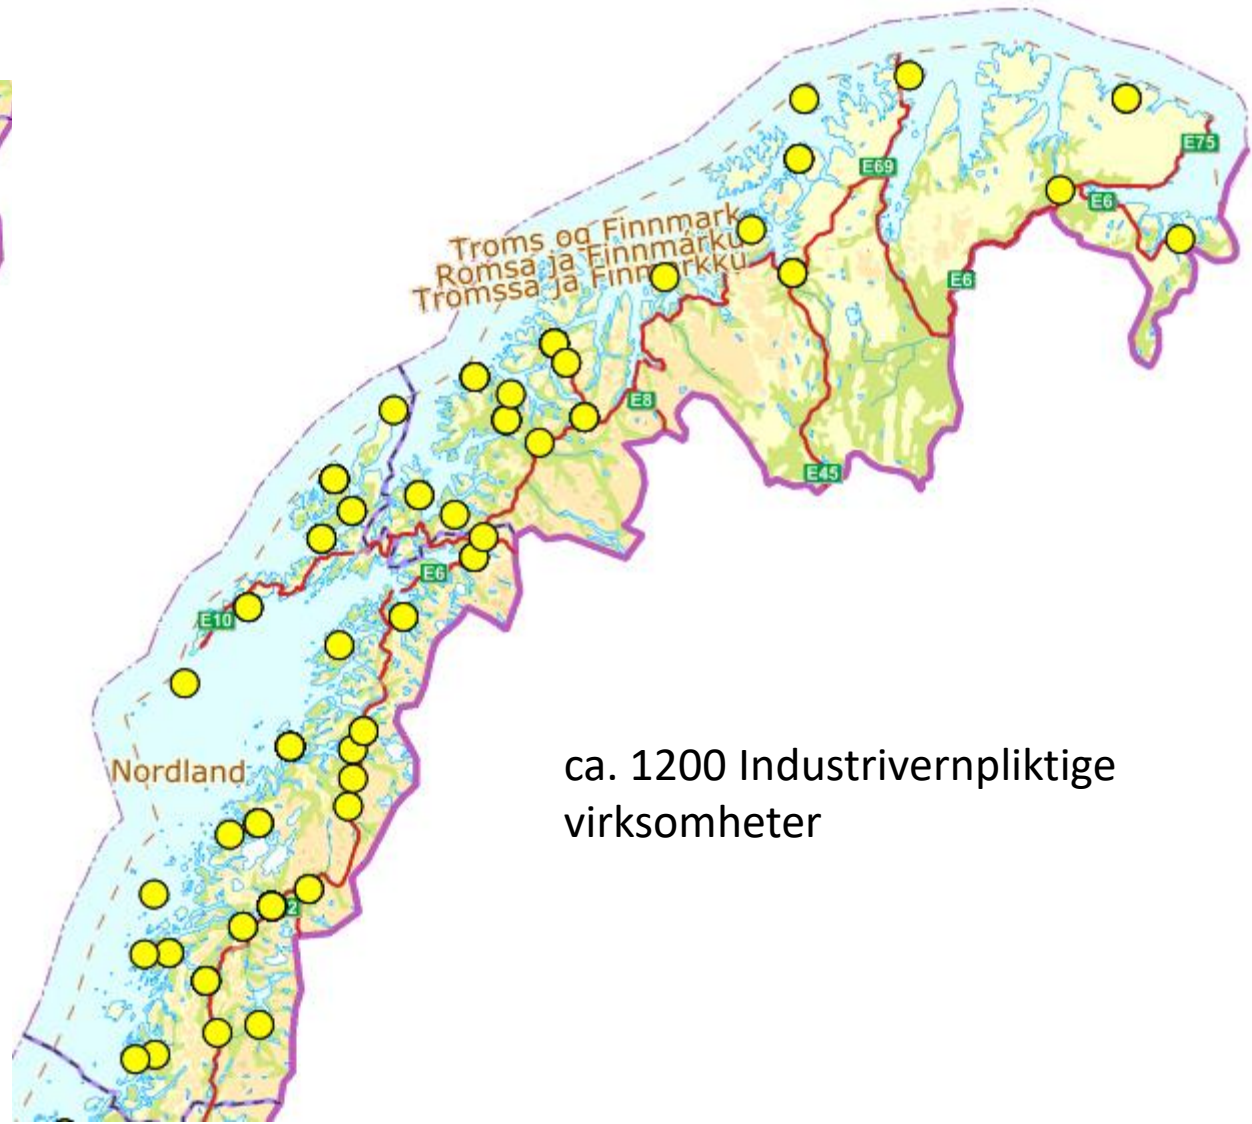 E75
E69
E6
Troms og Finnmark
Romsa ja Finnmárku
Tromssa ja Finmarkku
E6
E8
E45
E6
E10
ca. 1200 Industrivernpliktige
virksomheter
Nordland